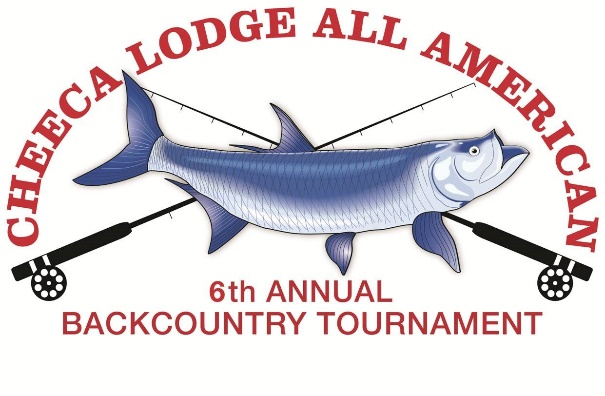 CHEECA LODGE ALL AMERICAN
6th ANNUAL
BACKCOUNTRY TOURNAMENT